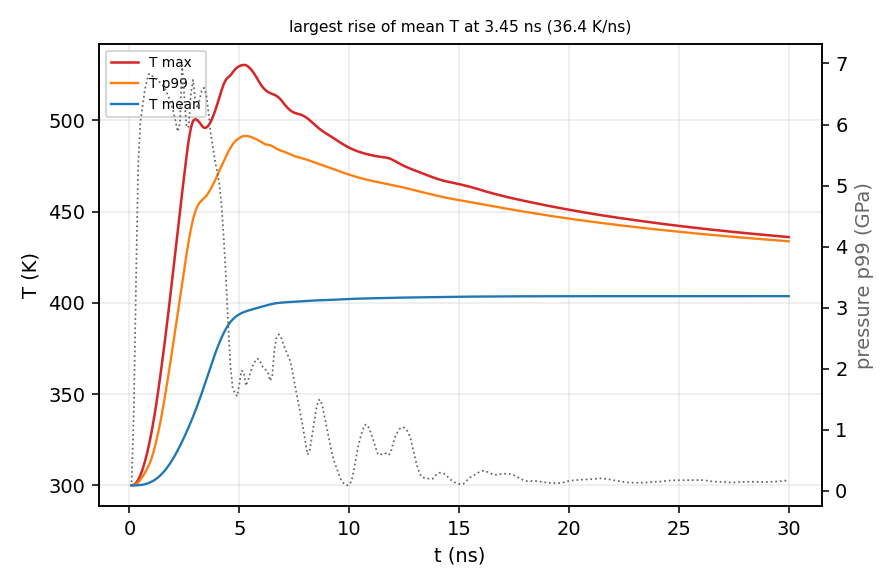 largest rise of mean T at 3.45 ns (36.4 K/ns)
T max
T p99
T mean
T (K)
500
450
400
350
300
7
6
5
4
3
2
1
0
pressure p99 (GPa)
0 5 10 15 20 25 30
t (ns)